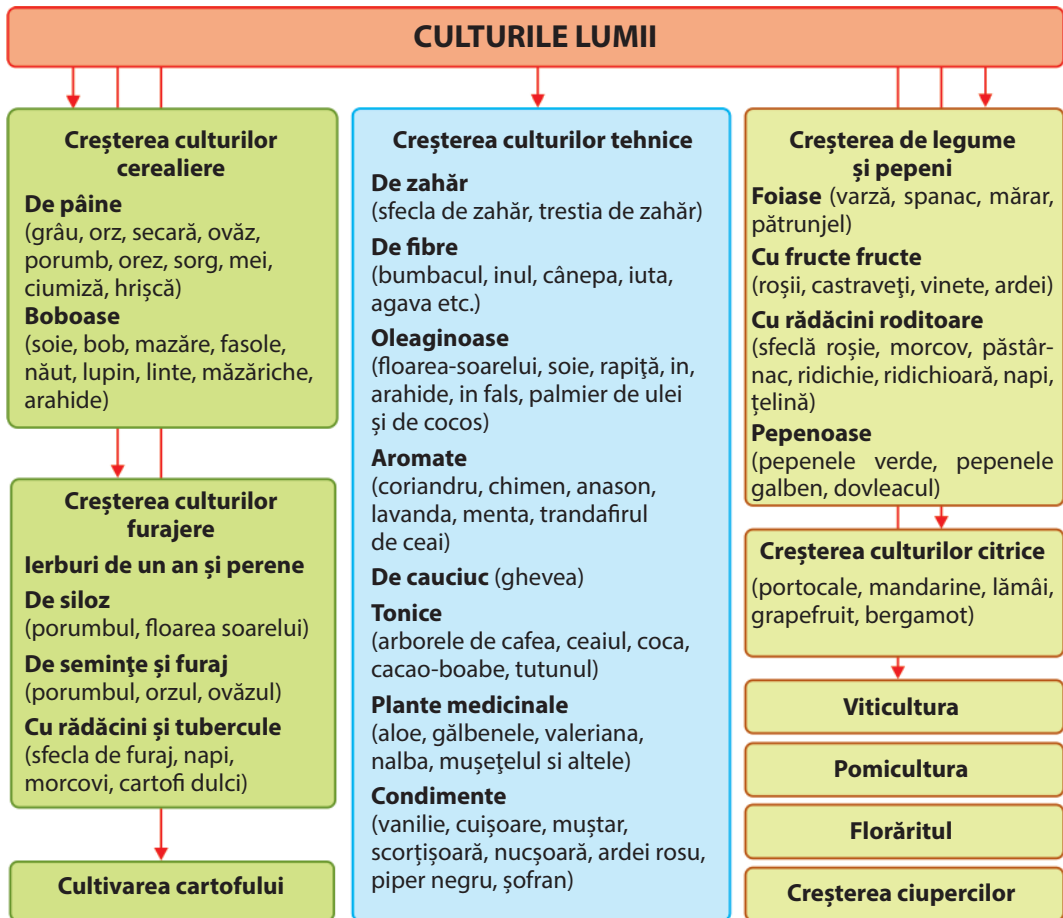 CULTURILE LUMII
Creșterea culturilor
cerealiere
De pâine
(grâu, orz, secară, ovăz,
porumb, orez, sorg, mei,
ciumiză, hrișcă)
Boboase
(soie, bob, mazăre, fasole,
năut, lupin, linte, măzăriche,
arahide)
Creșterea culturilor
furajere
Ierburi de un an și perene
De siloz
(porumbul, floarea soarelui)
De seminţe și furaj
(porumbul, orzul, ovăzul)
Cu rădăcini și tubercule
(sfecla de furaj, napi,
morcovi, cartofi dulci)
Cultivarea cartofului
Creșterea culturilor tehnice
De zahăr
(sfecla de zahăr, trestia de zahăr)
De fibre
(bumbacul, inul, cânepa, iuta,
agava etc.)
Oleaginoase
(floarea-soarelui, soie, rapiţă, in,
arahide, in fals, palmier de ulei
și de cocos)
Aromate
(coriandru, chimen, anason,
lavanda, menta, trandafirul
de ceai)
De cauciuc (ghevea)
Tonice
(arborele de cafea, ceaiul, coca,
cacao-boabe, tutunul)
Plante medicinale
(aloe, gălbenele, valeriana,
nalba, mușeţelul si altele)
Condimente
(vanilie, cuișoare, muștar,
scorțișoară, nucșoară, ardei rosu,
piper negru, șofran)
Creșterea de legume
și pepeni
Foiase (varză, spanac, mărar,
pătrunjel)
Cu fructe fructe
(roșii, castraveţi, vinete, ardei)
Cu rădăcini roditoare
(sfeclă roșie, morcov, păstâr-
nac, ridichie, ridichioară, napi,
țelină)
Pepenoase
(pepenele verde, pepenele
galben, dovleacul)
Creșterea culturilor citrice
(portocale, mandarine, lămâi,
grapefruit, bergamot)
Viticultura
Pomicultura
Florăritul
Creșterea ciupercilor